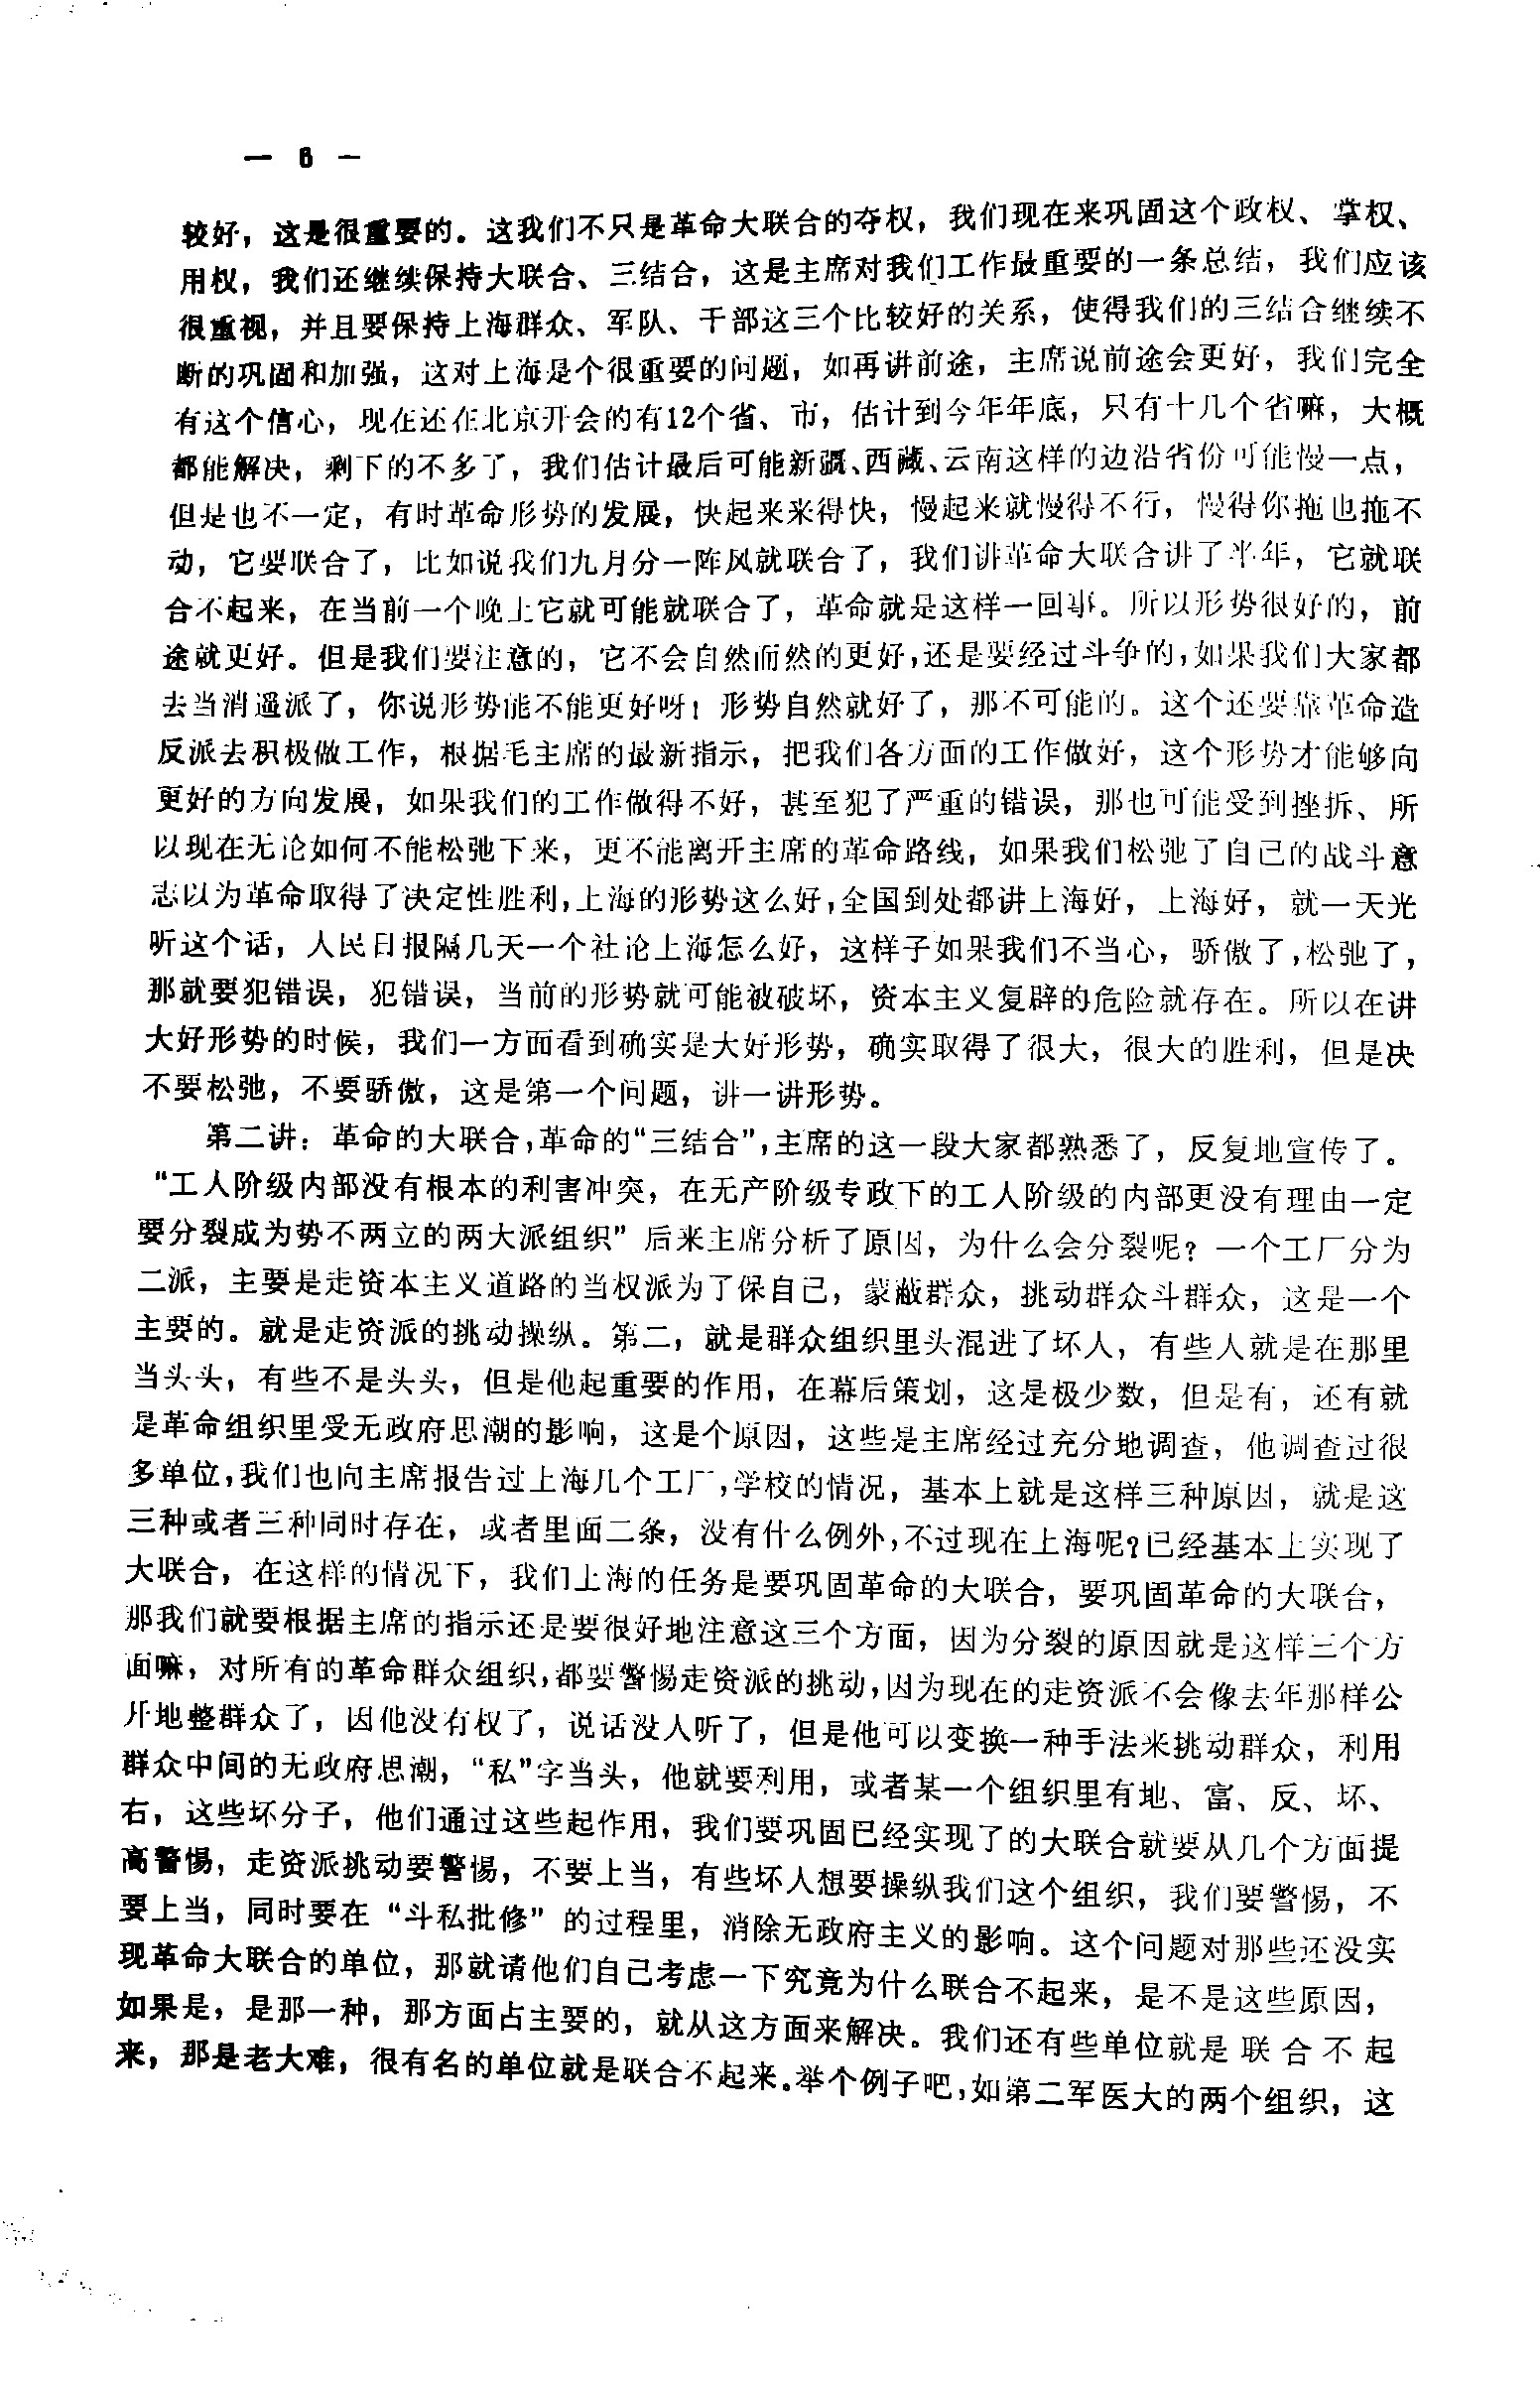 — 6 —
较好，这是很重要的。这我们不只是革命大联合的夺权，我们现在来巩固这个政权、掌权、
用权，我们还继续保持大联合、三结合，这是主席对我们工作最重要的一条总结，我们应该
很重视，并且要保持上海群众、军队、干部这三个比较好的关系，使得我们的三结合继续不
断的巩固和加强，这对上海是个很重要的问题，如再讲前途，主席说前途会更好，我们完全
有这个信心，现在还在北京开会的有12个省、市，估计到今年年底，只有十几个省嘛，大概
都能解决，剩下的不多了，我们估计最后可能新疆、西藏、云南这样的边沿省份可能慢一点，
但是也不一定，有时革命形势的发展，快起来来得快，慢起来就慢得不行，慢得你拖也拖不
动，它要联合了，比如说我们九月分一阵风就联合了，我们讲革命大联合讲了半年，它就联
合不起来，在当前一个晚上它就可能就联合了，革命就是这样一回事。所以形势很好的，前
途就更好。但是我们要注意的，它不会自然而然的更好，还是要经过斗争的，如果我们大家都
去当消遥派了，你说形势能不能更好呀！形势自然就好了，那不可能的。这个还要靠革命造
反派去积极做工作，根据毛主席的最新指示，把我们各方面的工作做好，这个形势才能够向
更好的方向发展，如果我们的工作做得不好，甚至犯了严重的错误，那也可能受到挫拆、所
以现在无论如何不能松弛下来，更不能离开主席的革命路线，如果我们松弛了自己的战斗意
志以为革命取得了决定性胜利，上海的形势这么好，全国到处都讲上海好，上海好，就一天光
听这个话，人民日报隔几天一个社论上海怎么好，这样子如果我们不当心，骄傲了，松弛了，
那就要犯错误，犯错误，当前的形势就可能被破坏，资本主义复辟的危险就存在。所以在讲
大好形势的时候，我们一方面看到确实是大好形势，确实取得了很大，很大的胜利，但是决
不要松弛，不要骄傲，这是第一个问题，讲一讲形势。
第二讲：革命的大联合，革命的“三结合”，主席的这一段大家都熟悉了，反复地宣传了。
“工人阶级内部没有根本的利害冲突，在无产阶级专政下的工人阶级的内部更没有理由一定
要分裂成为势不两立的两大派组织”后来主席分析了原因，为什么会分裂呢？一个工厂分为
二派，主要是走资本主义道路的当权派为了保自己，蒙蔽群众，挑动群众斗群众，这是一个
主要的。就是走资派的挑动操纵。第二，就是群众组织里头混进了坏人，有些人就是在那里
当头头，有些不是头头，但是他起重要的作用，在幕后策划，这是极少数，但是有，还有就
是革命组织里受无政府思潮的影响，这是个原因，这些是主席经过充分地调查，他调查过很
多单位，我们也向主席报告过上海几个工厂，学校的情况，基本上就是这样三种原因，就是这
三种或者三种同时存在，或者里面二条，没有什么例外，不过现在上海呢？已经基本上实现了
大联合，在这样的情况下，我们上海的任务是要巩固革命的大联合，要巩固革命的大联合，
那我们就要根据主席的指示还是要很好地注意这三个方面，因为分裂的原因就是这样三个方
面嘛，对所有的革命群众组织，都要警惕走资派的挑动，因为现在的走资派不会像去年那样公
开地整群众了，因他没有权了，说话没人听了，但是他可以变换一种手法来挑动群众，利用
群众中间的无政府思潮，“私”字当头，他就要利用，或者某一个组织里有地、富、反、坏、
右，这些坏分子，他们通过这些起作用，我们要巩固已经实现了的大联合就要从几个方面提
高警惕，走资派挑动要警惕，不要上当，有些坏人想要操纵我们这个组织，我们要警惕，不
要上当，同时要在“斗私批修”的过程里，消除无政府主义的影响。这个问题对那些还没实
现革命大联合的单位，那就请他们自己考虑一下究竟为什么联合不起来，是不是这些原因，
如果是，是那一种，那方面占主要的，就从这方面来解决。我们还有些单位就是联合不起
来，那是老大难，很有名的单位就是联合不起来。举个例子吧，如第二军医大的两个组织，这